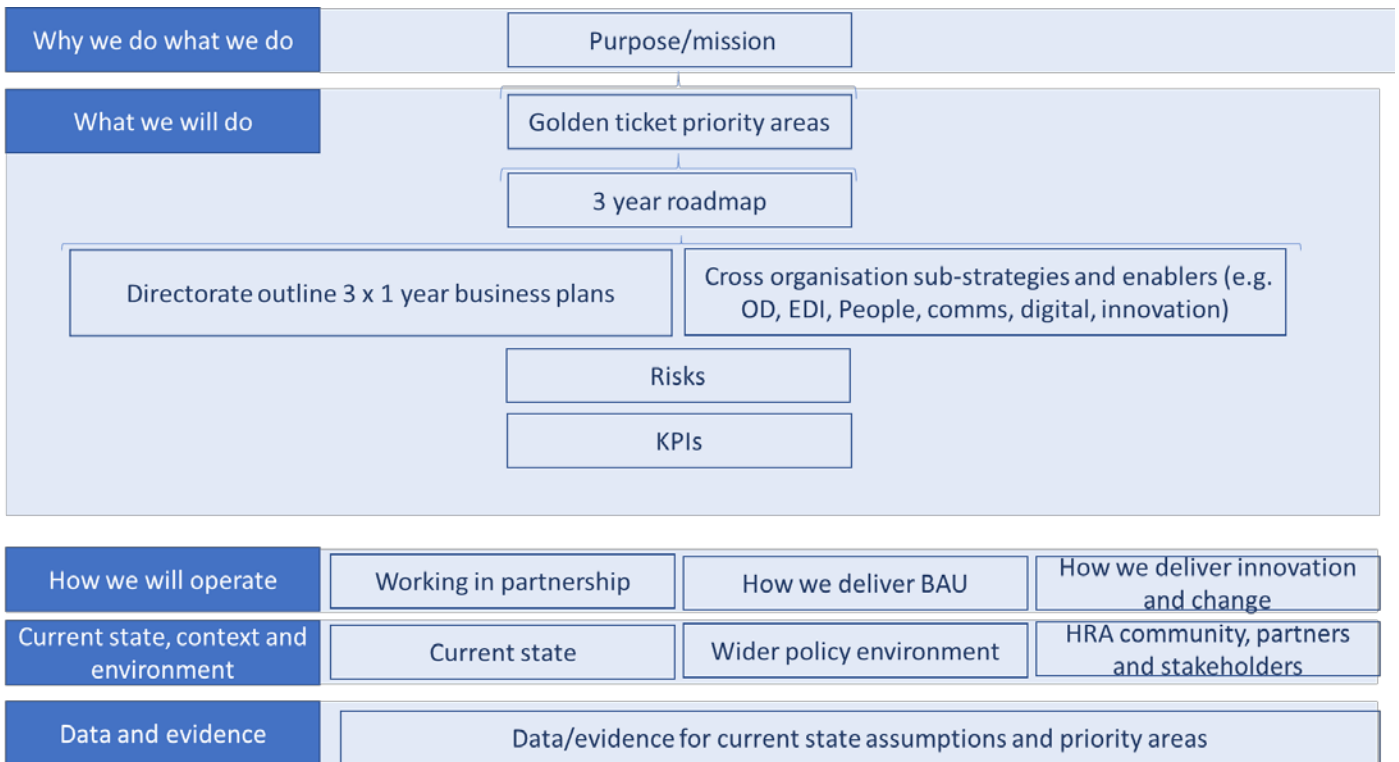 Why we do what we do
Purpose/mission
What we will do
Golden ticket priority areas
3 year roadmap
Directorate outline 3 x 1 year business plans
Cross organisation sub-strategies and enablers (e.g.
OD, EDI, People, comms, digital, innovation)
Risks
KPIs
How we will operate
Working in partnership
How we deliver BAU
How we deliver innovation
and change
Current state, context and
environment
Current state
Wider policy environment
HRA community, partners
and stakeholders
Data and evidence
Data/evidence for current state assumptions and priority areas